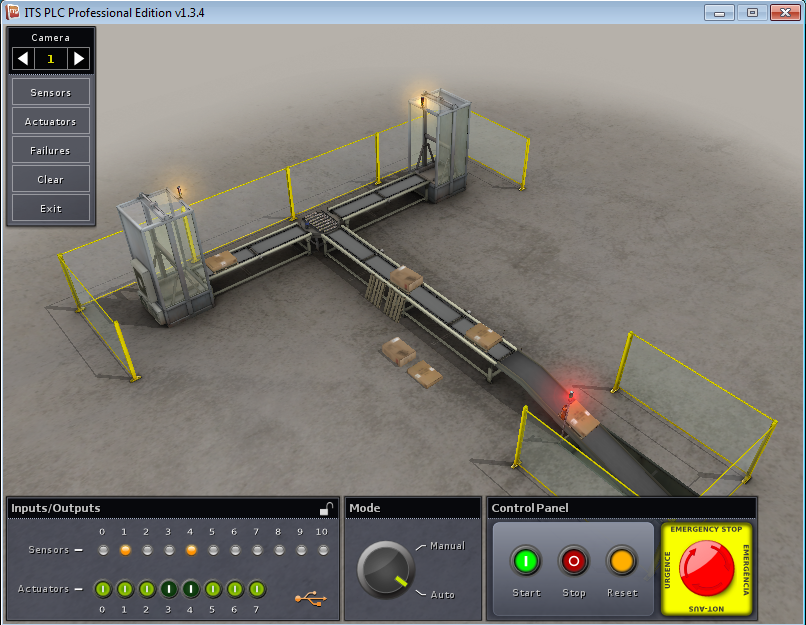 ITS PLC Professional Edition v1.3.4
Camera
1
Sensors
Actuators
Failures
Clear
Exit
Inputs/Outputs
0 1 2 3 4 5 6 7 8 9 10
Sensors
Actuators
0 1 2 3 4 5 6 7
Mode
Manual
Auto
Control Panel
Start Stop Reset
EMERGENCY STOP
URGENCE
EMERGÊNCIA
NOT-AUS